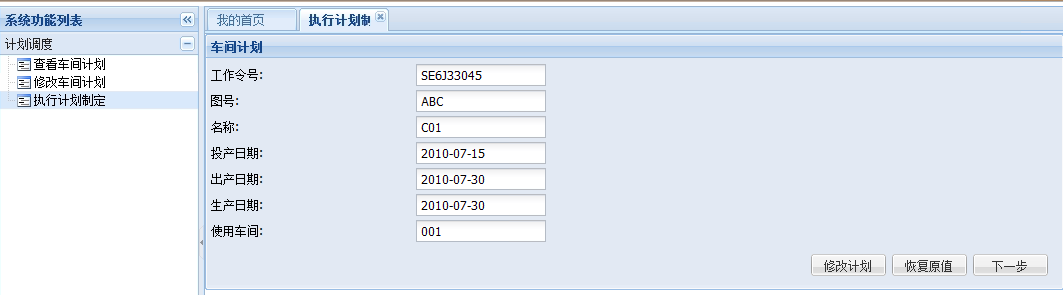 系统功能列表
计划调度
查看车间计划
修改车间计划
执行计划制定
我的首页 执行计划制
车间计划
工作令号: SE6J33045
图号: ABC
名称: C01
投产日期: 2010-07-15
出产日期: 2010-07-30
生产日期: 2010-07-30
使用车间: 001
修改计划 恢复原值 下一步